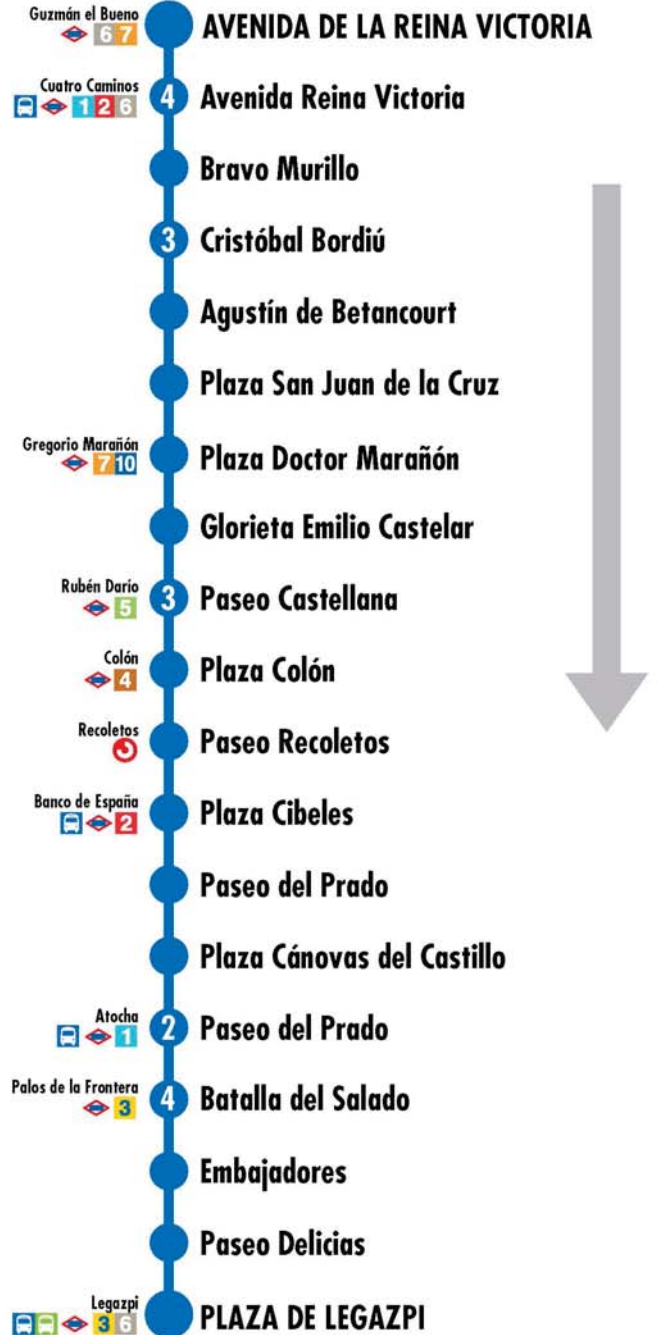 Guzmán el Bueno
6 7
AVENIDA DE LA REINA VICTORIA
Cuatro Caminos
1 2 6
4 Avenida Reina Victoria
Bravo Murillo
3 Cristóbal Bordiú
Agustín de Betancourt
Plaza San Juan de la Cruz
Gregorio Marañón
7 10
Plaza Doctor Marañón
Glorieta Emilio Castelar
Rubén Darío
5
3 Paseo Castellana
Colón
4
Plaza Colón
Recoletos
Paseo Recoletos
Banco de España
2
Plaza Cibeles
Paseo del Prado
Plaza Cánovas del Castillo
Atocha
1
2 Paseo del Prado
Palos de la Frontera
3
4 Batalla del Salado
Embajadores
Paseo Delicias
Legazpi
3 6
PLAZA DE LEGAZPI